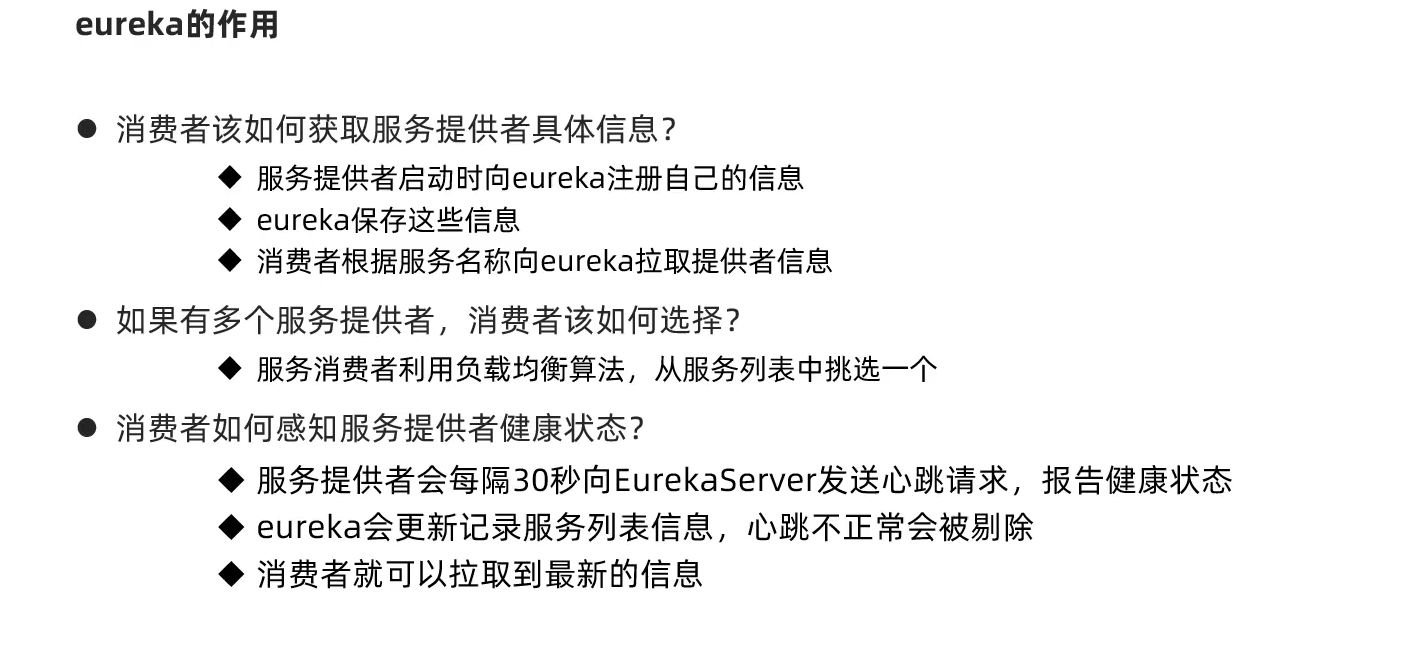 eureka的作用
● 消费者该如何获取服务提供者具体信息？
◆ 服务提供者启动时向eureka注册自己的信息
◆ eureka保存这些信息
◆ 消费者根据服务名称向eureka拉取提供者信息
● 如果有多个服务提供者，消费者该如何选择？
◆ 服务消费者利用负载均衡算法，从服务列表中挑选一个
● 消费者如何感知服务提供者健康状态？
◆ 服务提供者会每隔30秒向EurekaServer发送心跳请求，报告健康状态
◆ eureka会更新记录服务列表信息，心跳不正常会被剔除
◆ 消费者就可以拉取到最新的信息